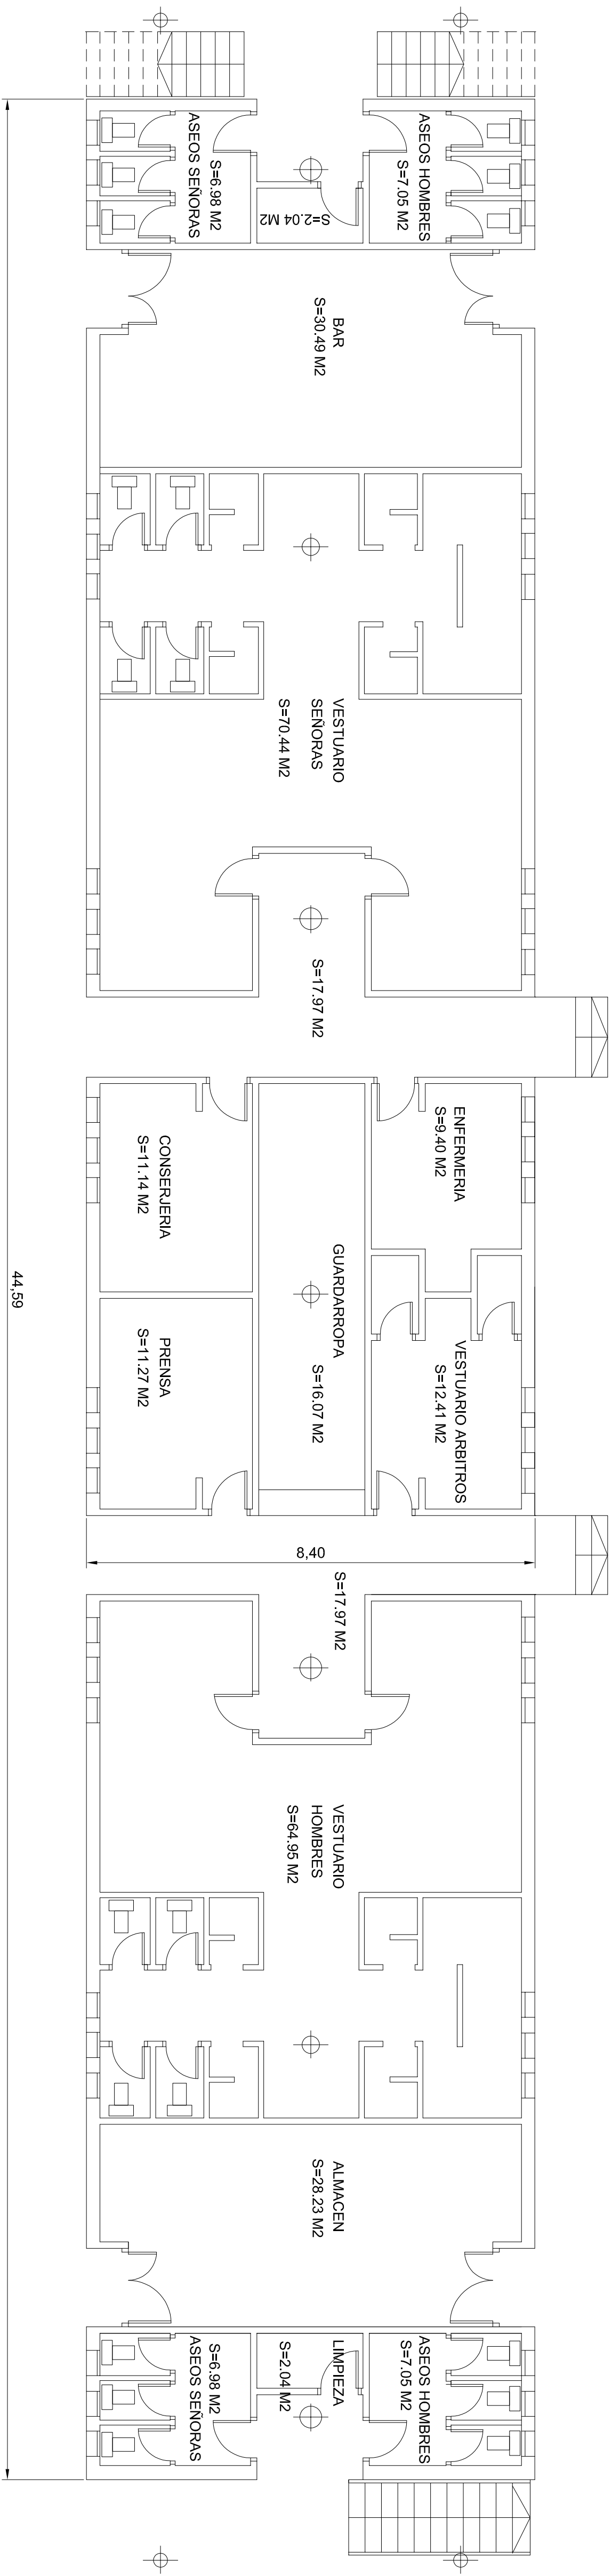 ASEOS HOMBRES
S=7.05 M2
S=2.04 M2
ASEOS SEÑORAS
S=6.98 M2
BAR
S=30.49 M2
VESTUARIO
SEÑORAS
S=70.44 M2
S=17.97 M2
ENFERMERIA
S=9.40 M2
CONSERJERIA
S=11.14 M2
GUARDARROPA
S=16.07 M2
VESTUARIO ARBITROS
S=12.41 M2
PRENSA
S=11.27 M2
44,59
8,40
S=17.97 M2
VESTUARIO
HOMBRES
S=64.95 M2
ALMACEN
S=28.23 M2
ASEOS HOMBRES
S=7.05 M2
LIMPIEZA
S=2.04 M2
S=6.98 M2
ASEOS SEÑORAS